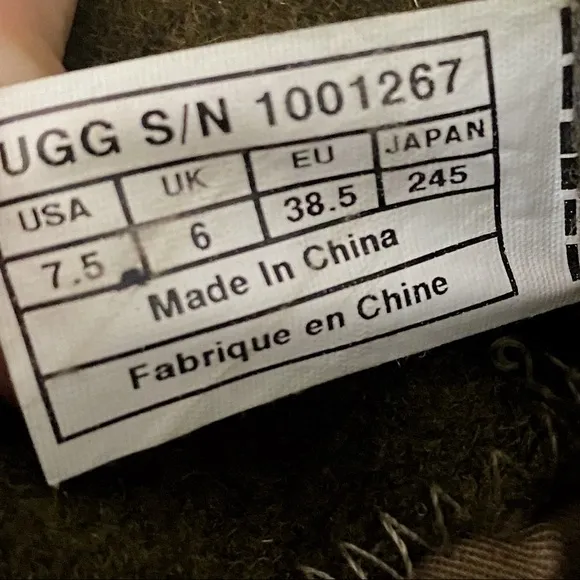 UGG S/N 1001267
USA UK EU JAPAN
7.5 6 38.5 245
Made In China
Fabrique en Chine